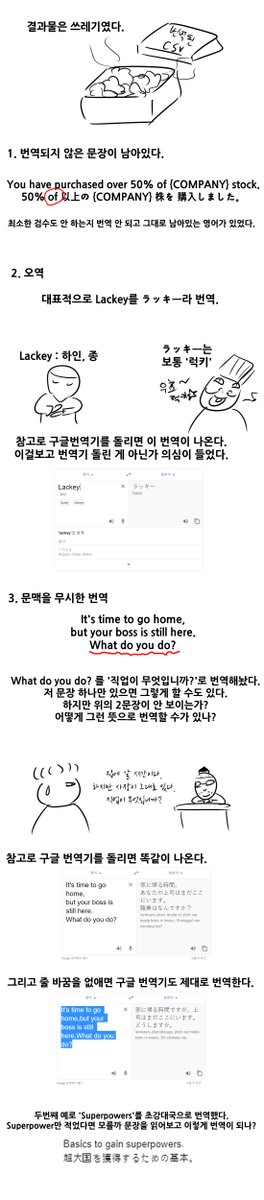 결과물은 쓰레기였다.
번역된
CSV
1. 번역되지 않은 문장이 남아있다.
You have purchased over 50% of {COMPANY} stock.
50% of 以上の {COMPANY} 株を 購入しました。
최소한 검수도 안 하는지 번역 안 되고 그대로 남아있는 영어가 있었다.
2. 오역
대표적으로 Lackey를 ラッキー라 번역.
Lackey : 하인, 종
ラッキー는
보통 '럭키'
참고로 구글번역기를 돌리면 이 번역이 나온다.
이걸보고 번역기 돌린 게 아닌가 의심이 들었다.
Lackey
ラッキー
3. 문맥을 무시한 번역
It's time to go home,
but your boss is still here.
What do you do?
What do you do? 를 '직업이 무엇입니까?'로 번역해놨다.
저 문장 하나만 있으면 그렇게 할 수도 있다.
하지만 위의 2문장이 안 보이는가?
어떻게 그런 뜻으로 번역할 수가 있나?
집에 갈 시간이다.
하지만 사장이 그대로 있다.
직업이 무엇입니까?
참고로 구글 번역기를 돌리면 똑같이 나온다.
It's time to go
home,
but your boss is
still here.
What do you do?
家に帰る時間、
あなたの上司はまだここ
にいます。
職業はなんですか？
그리고 줄 바꿈을 없애면 구글 번역기도 제대로 번역한다.
It's time to go
home,but your
boss is still
here.What do you
do?
家に帰る時間ですが、上
司はまだここにいます。
どうしますか。
두번째 예로 'Superpowers'를 초강대국으로 번역했다.
Superpower만 적었다면 모를까 문장을 읽어보고 이렇게 번역이 되나?
Basics to gain superpowers.
超大国を獲得するための基本。